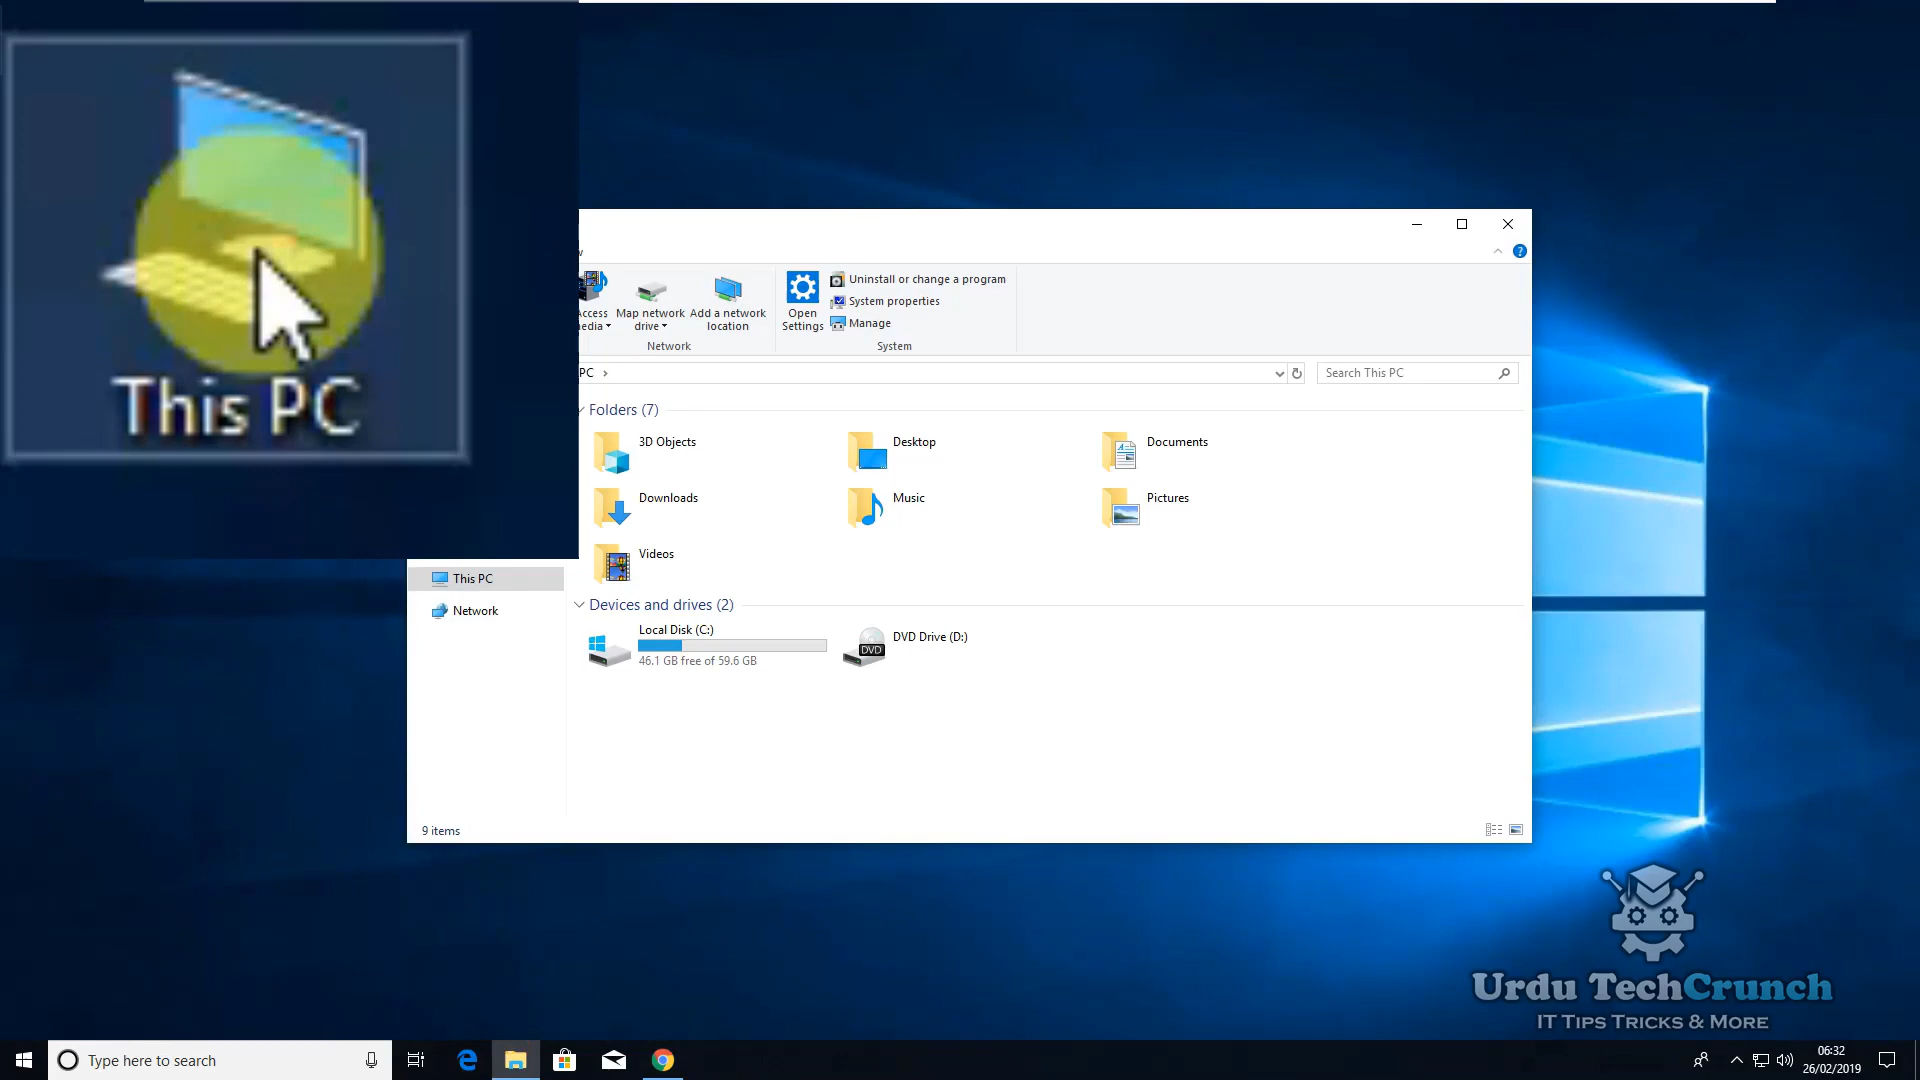 This PC
Map network
drive
Add a network
location
Open
Settings
Uninstall or change a program
System properties
Manage
Network
System
PC
Search This PC
Folders (7)
3D Objects
Desktop
Documents
Downloads
Music
Pictures
Videos
This PC
Network
Devices and drives (2)
Local Disk (C:)
46.1 GB free of 59.6 GB
DVD
DVD Drive (D:)
9 items
Urdu TechCrunch
IT Tips Tricks & More
Type here to search
06:32
26/02/2019